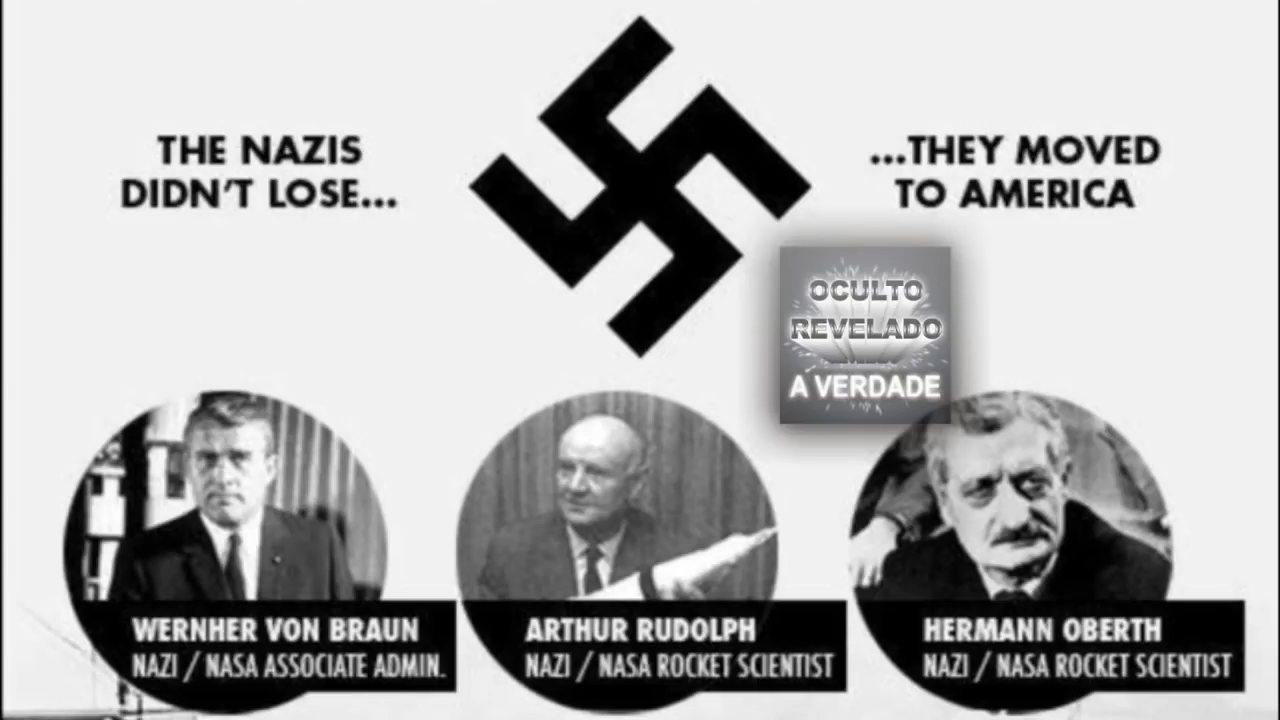 THE NAZIS
DIDN'T LOSE...
...THEY MOVED
TO AMERICA
OCULTO
REVELADO
A VERDADE
WERNHER VON BRAUN
NAZI / NASA ASSOCIATE ADMIN.
ARTHUR RUDOLPH
NAZI / NASA ROCKET SCIENTIST
HERMANN OBERTH
NAZI / NASA ROCKET SCIENTIST